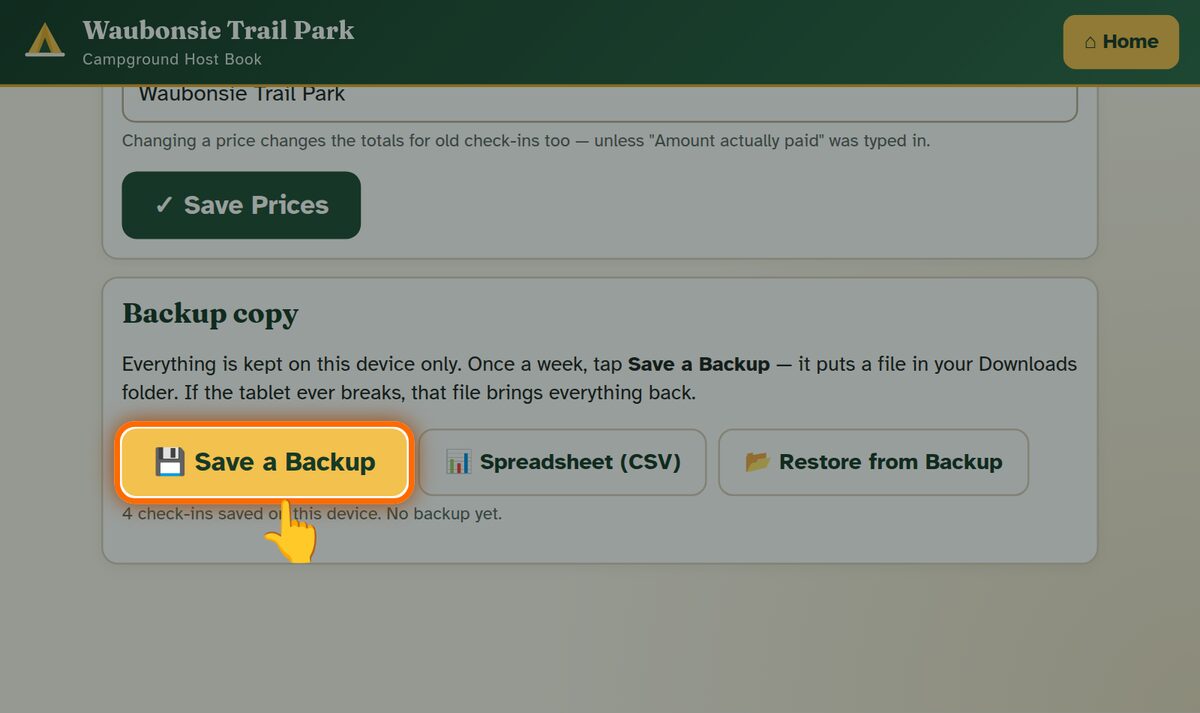 Waubonsie Trail Park
Campground Host Book
⌂ Home
Waubonsie Trail Park
Changing a price changes the totals for old check-ins too — unless "Amount actually paid" was typed in.
✓ Save Prices
Backup copy
Everything is kept on this device only. Once a week, tap Save a Backup — it puts a file in your Downloads
folder. If the tablet ever breaks, that file brings everything back.
💾 Save a Backup
📊 Spreadsheet (CSV)
📂 Restore from Backup
4 check-ins saved on this device. No backup yet.